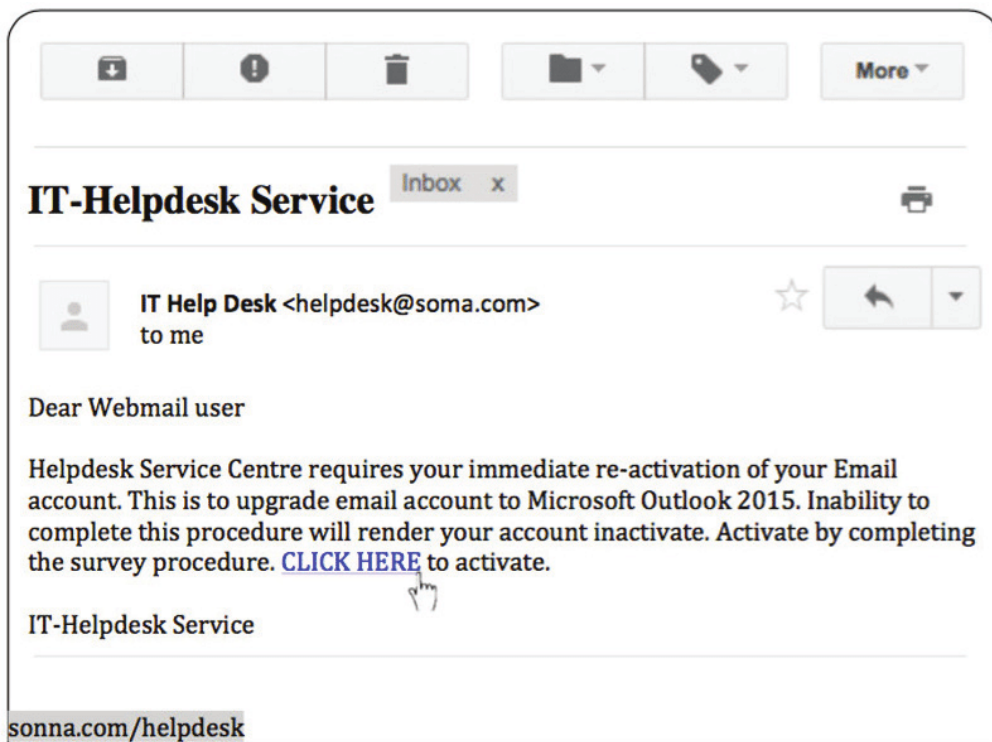 More
IT-Helpdesk Service Inbox x
IT Help Desk <helpdesk@soma.com>
to me
Dear Webmail user
Helpdesk Service Centre requires your immediate re-activation of your Email
account. This is to upgrade email account to Microsoft Outlook 2015. Inability to
complete this procedure will render your account inactivate. Activate by completing
the survey procedure. CLICK HERE to activate.
IT-Helpdesk Service
sonna.com/helpdesk